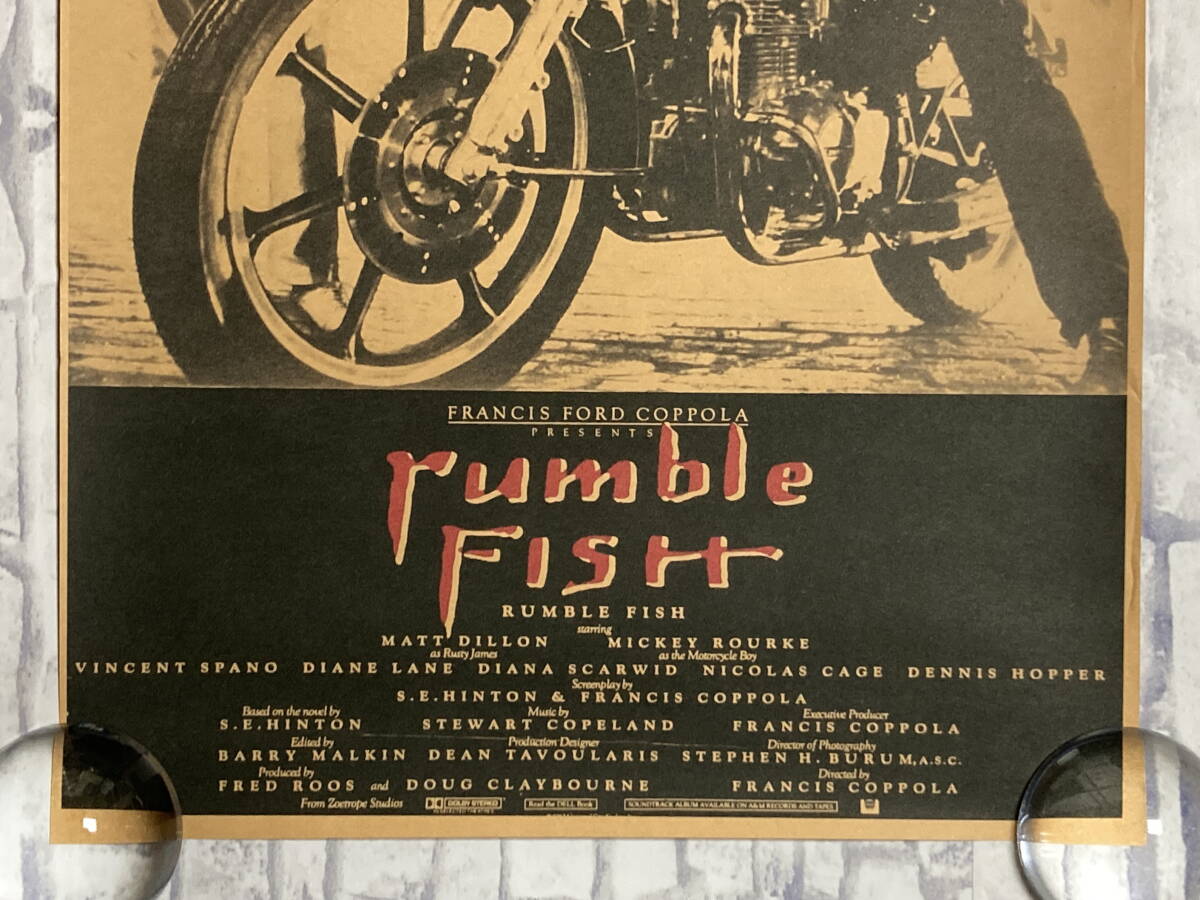 FRANCIS FORD COPPOLA
PRESENTS
rumble
FISH
RUMBLE FISH
starring
MATT DILLON MICKEY ROURKE
as Rusty James as the Motorcycle Boy
VINCENT SPANO DIANE LANE DIANA SCARWID NICOLAS CAGE DENNIS HOPPER
Screenplay by
S.E.HINTON & FRANCIS COPPOLA
Based on the novel by Music by Executive Producer
S.E.HINTON STEWART COPELAND FRANCIS COPPOLA
Edited by Production Designer Director of Photography
BARRY MALKIN DEAN TAVOULARIS STEPHEN H. BURUM, A.S.C.
Produced by Directed by
FRED ROOS and DOUG CLAYBOURNE FRANCIS COPPOLA
From Zoetrope Studios DOLBY STEREO Read the DELL Book SOUNDTRACK ALBUM AVAILABLE ON A&M RECORDS AND TAPES